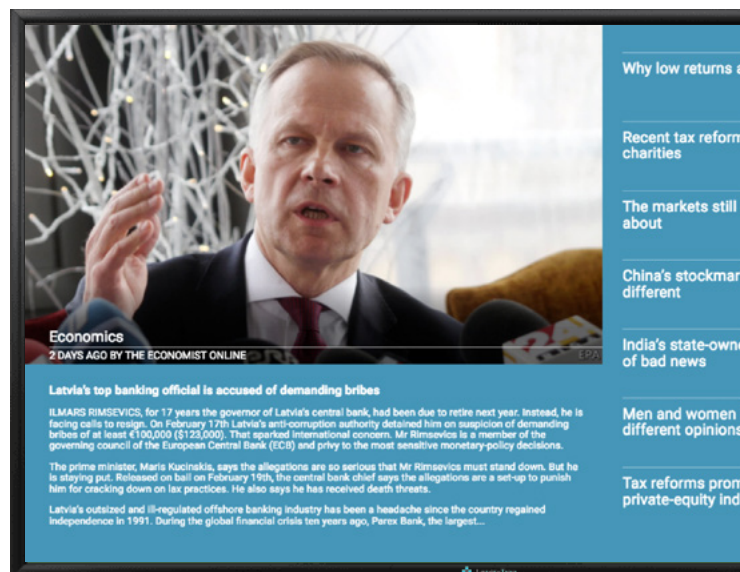 Economics
2 DAYS AGO BY THE ECONOMIST ONLINE
EPA
Latvia's top banking official is accused of demanding bribes
ILMARS RIMSEVICS, for 17 years the governor of Latvia's central bank, had been due to retire next year. Instead, he is
facing calls to resign. On February 17th Latvia's anti-corruption authority detained him on suspicion of demanding
bribes of at least €100,000 ($123,000). That sparked international concern. Mr Rimsevics is a member of the
governing council of the European Central Bank (ECB) and privy to the most sensitive monetary-policy decisions.
The prime minister, Maris Kucinskis, says the allegations are so serious that Mr Rimsevics must stand down. But he
is staying put. Released on bail on February 19th, the central bank chief says the allegations are a set-up to punish
him for cracking down on lax practices. He also says he has received death threats.
Latvia's outsized and ill-regulated offshore banking industry has been a headache since the country regained
independence in 1991. During the global financial crisis ten years ago, Parex Bank, the largest...
Why low returns a
Recent tax reform
charities
The markets still
about
China's stockmar
different
India's state-owne
of bad news
Men and women
different opinions
Tax reforms prom
private-equity ind